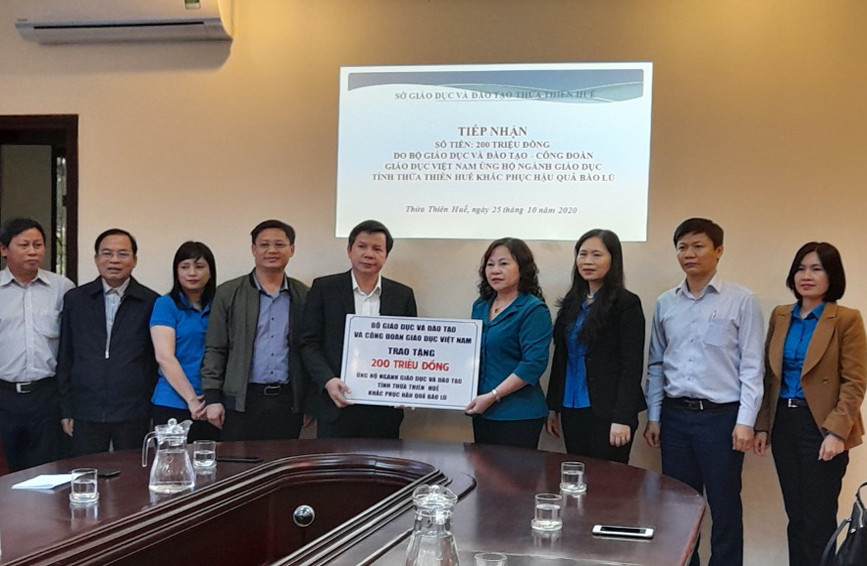 SỞ GIÁO DỤC VÀ ĐÀO TẠO THỪA THIÊN HUẾ
TIẾP NHẬN
SỐ TIỀN: 200 TRIỆU ĐỒNG
DO BỘ GIÁO DỤC VÀ ĐÀO TẠO - CÔNG ĐOÀN
GIÁO DỤC VIỆT NAM ỦNG HỘ NGÀNH GIÁO DỤC
TỈNH THỪA THIÊN HUẾ KHẮC PHỤC HẬU QUẢ BÃO LŨ
Thừa Thiên Huế, ngày 25 tháng 10 năm 2020
BỘ GIÁO DỤC VÀ ĐÀO TẠO
VÀ CÔNG ĐOÀN GIÁO DỤC VIỆT NAM
TRAO TẶNG
200 TRIỆU ĐỒNG
ỦNG HỘ NGÀNH GIÁO DỤC VÀ ĐÀO TẠO
TỈNH THỪA THIÊN HUẾ
KHẮC PHỤC HẬU QUẢ BÃO LŨ